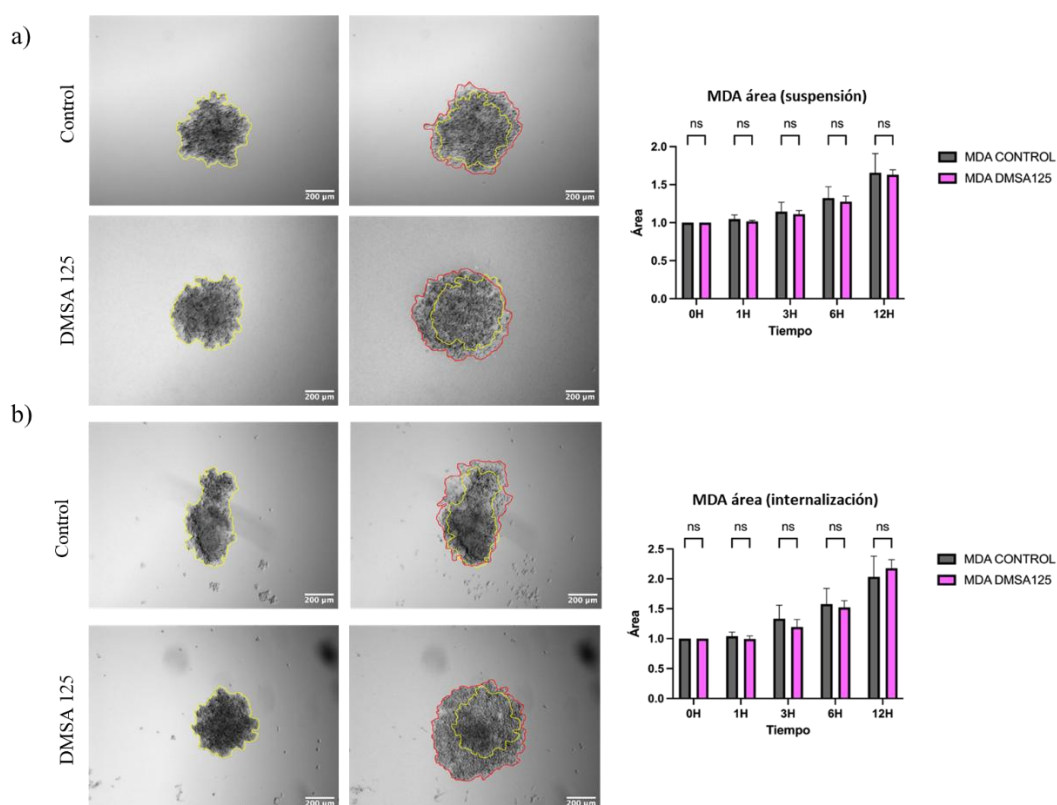 a)
Control
200 µm
200 µm
DMSA 125
200 µm
200 µm
MDA área (suspensión)
ns
ns
ns
ns
ns
2.0
1.5
1.0
0.5
0.0
Área
0H
1H
3H
6H
12H
Tiempo
MDA CONTROL
MDA DMSA125
b)
Control
200 µm
200 µm
DMSA 125
200 µm
200 µm
MDA área (internalización)
ns
ns
ns
ns
ns
2.5
2.0
1.5
1.0
0.5
0.0
Área
0H
1H
3H
6H
12H
Tiempo
MDA CONTROL
MDA DMSA125